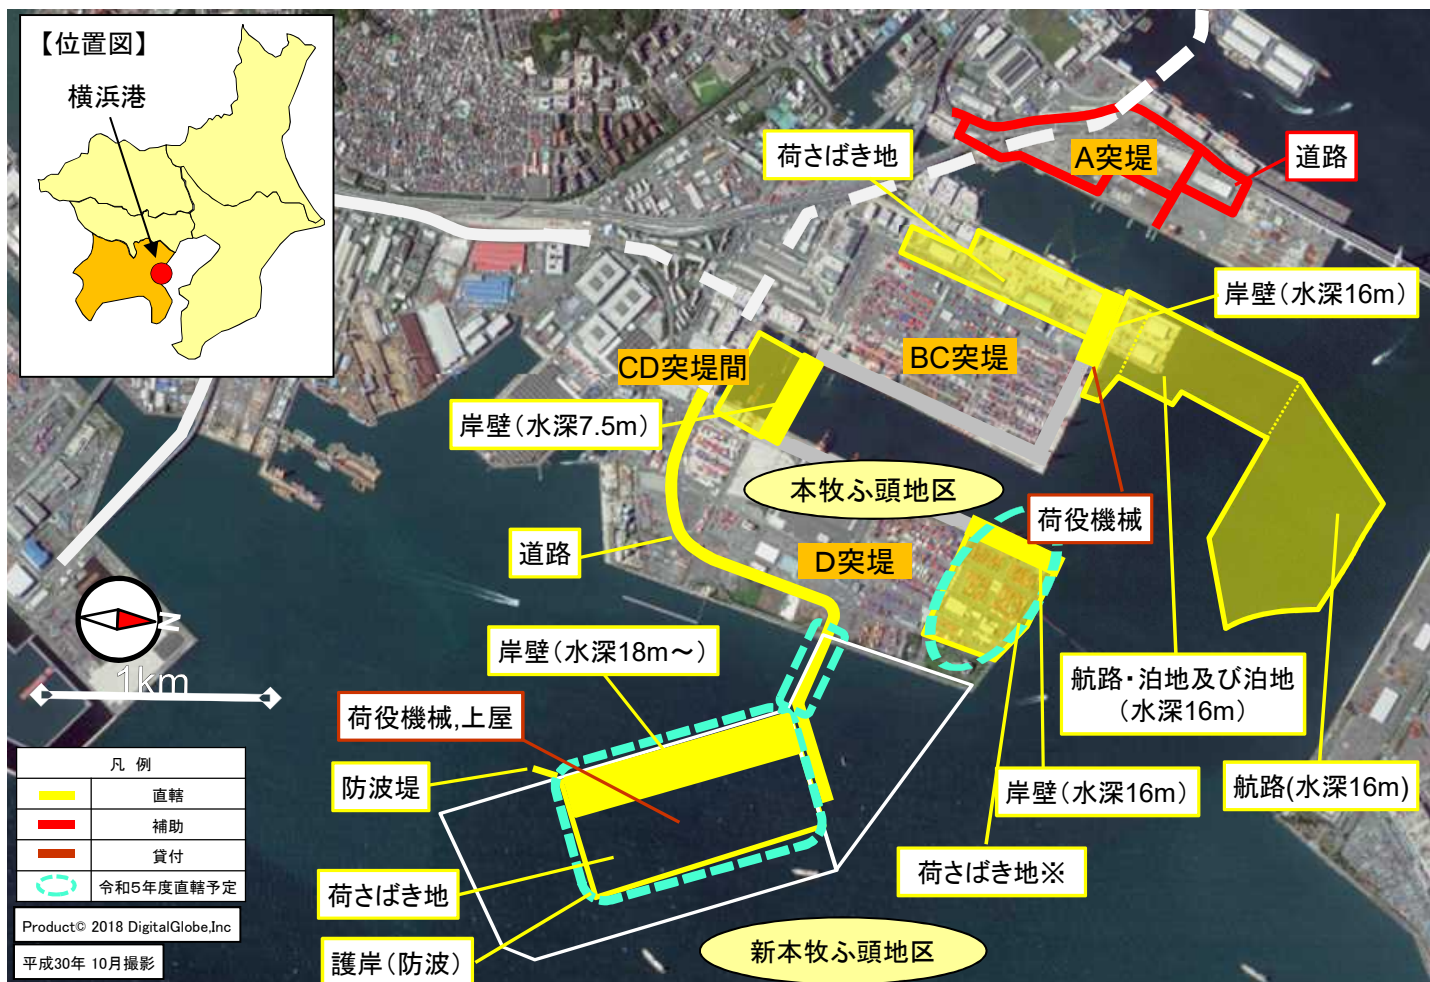 【位置図】
横浜港
荷さばき地
A突堤
道路
岸壁（水深16m）
BC突堤
CD突堤間
岸壁（水深7.5m）
本牧ふ頭地区
荷役機械
道路
D突堤
N
1km
岸壁（水深18m～）
航路・泊地及び泊地
（水深16m）
荷役機械,上屋
防波堤
岸壁（水深16m）
航路(水深16m)
荷さばき地※
荷さばき地
護岸（防波）
新本牧ふ頭地区
凡 例
直轄
補助
貸付
令和5年度直轄予定
Product© 2018 DigitalGlobe,Inc
平成30年 10月撮影